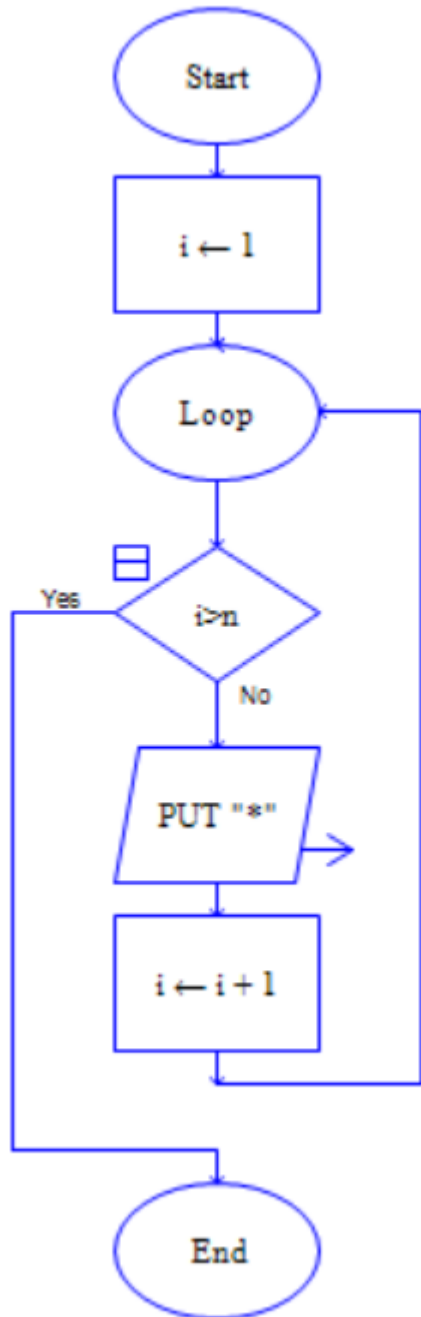 Start
i ← 1
Loop
Yes
i>n
No
PUT "*"
i ← i + 1
End